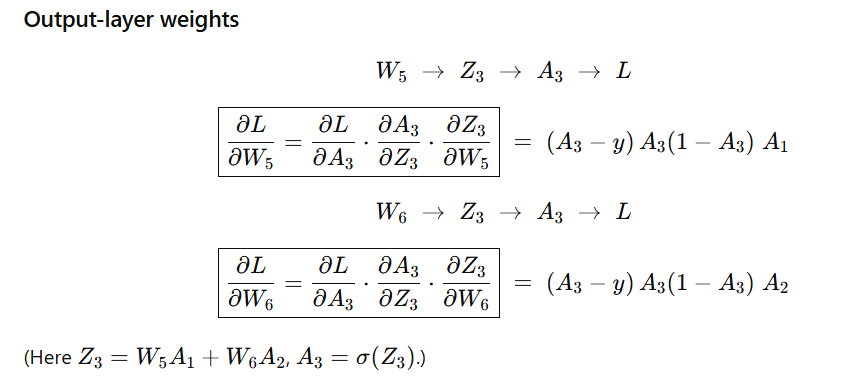 Output-layer weights
W₅ → Z₃ → A₃ → L
∂L/∂W₅ = ∂L/∂A₃ · ∂A₃/∂Z₃ · ∂Z₃/∂W₅ = (A₃ − y) A₃(1 − A₃) A₁
W₆ → Z₃ → A₃ → L
∂L/∂W₆ = ∂L/∂A₃ · ∂A₃/∂Z₃ · ∂Z₃/∂W₆ = (A₃ − y) A₃(1 − A₃) A₂
(Here Z₃ = W₅A₁ + W₆A₂, A₃ = σ(Z₃).)